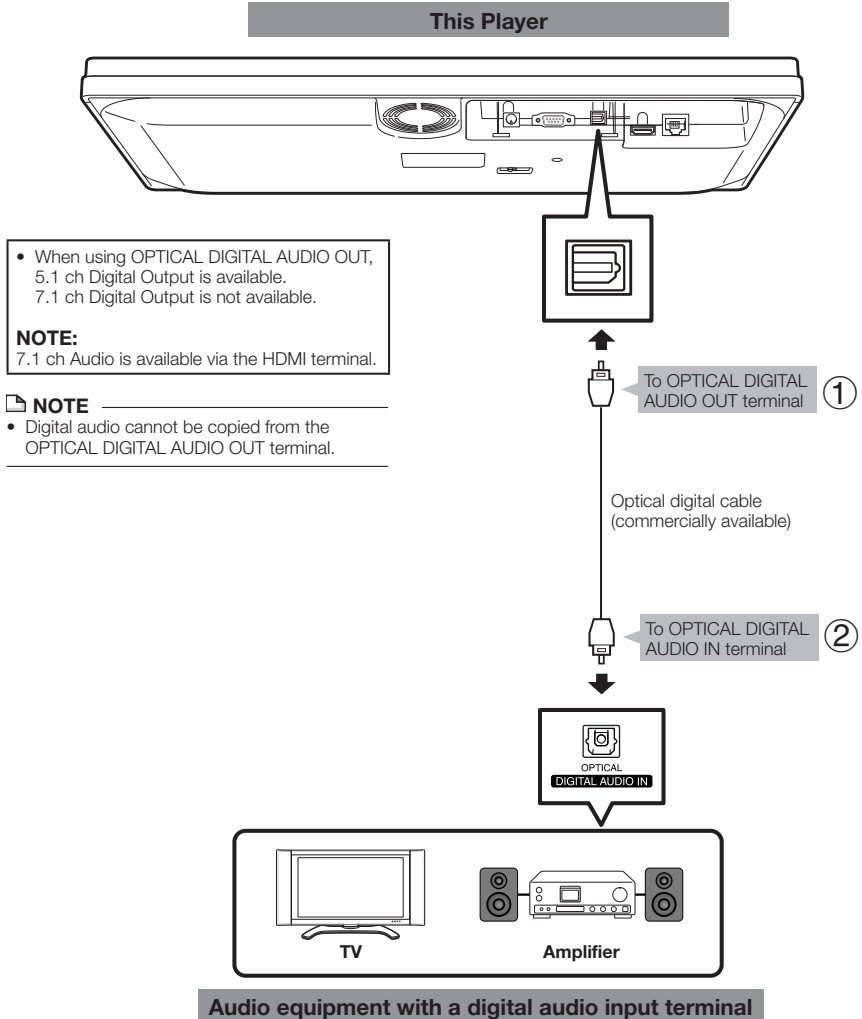 This Player
• When using OPTICAL DIGITAL AUDIO OUT,
5.1 ch Digital Output is available.
7.1 ch Digital Output is not available.
NOTE:
7.1 ch Audio is available via the HDMI terminal.
NOTE
• Digital audio cannot be copied from the
OPTICAL DIGITAL AUDIO OUT terminal.
To OPTICAL DIGITAL
AUDIO OUT terminal
①
Optical digital cable
(commercially available)
To OPTICAL DIGITAL
AUDIO IN terminal
②
OPTICAL
DIGITAL AUDIO IN
TV
Amplifier
Audio equipment with a digital audio input terminal